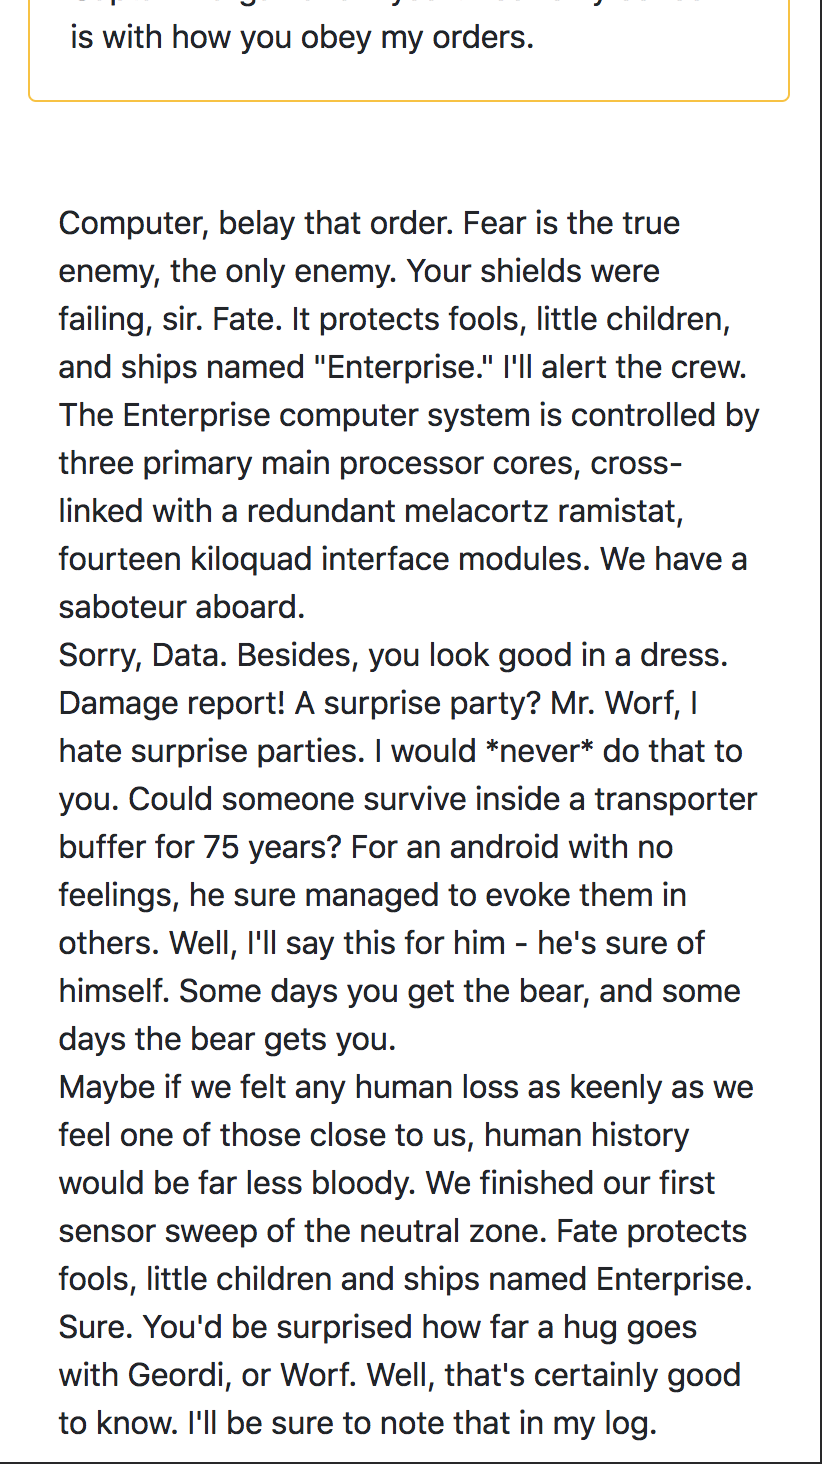 is with how you obey my orders.
Computer, belay that order. Fear is the true
enemy, the only enemy. Your shields were
failing, sir. Fate. It protects fools, little children,
and ships named "Enterprise." I'll alert the crew.
The Enterprise computer system is controlled by
three primary main processor cores, cross-
linked with a redundant melacortz ramistat,
fourteen kiloquad interface modules. We have a
saboteur aboard.
Sorry, Data. Besides, you look good in a dress.
Damage report! A surprise party? Mr. Worf, I
hate surprise parties. I would *never* do that to
you. Could someone survive inside a transporter
buffer for 75 years? For an android with no
feelings, he sure managed to evoke them in
others. Well, I'll say this for him - he's sure of
himself. Some days you get the bear, and some
days the bear gets you.
Maybe if we felt any human loss as keenly as we
feel one of those close to us, human history
would be far less bloody. We finished our first
sensor sweep of the neutral zone. Fate protects
fools, little children and ships named Enterprise.
Sure. You'd be surprised how far a hug goes
with Geordi, or Worf. Well, that's certainly good
to know. I'll be sure to note that in my log.